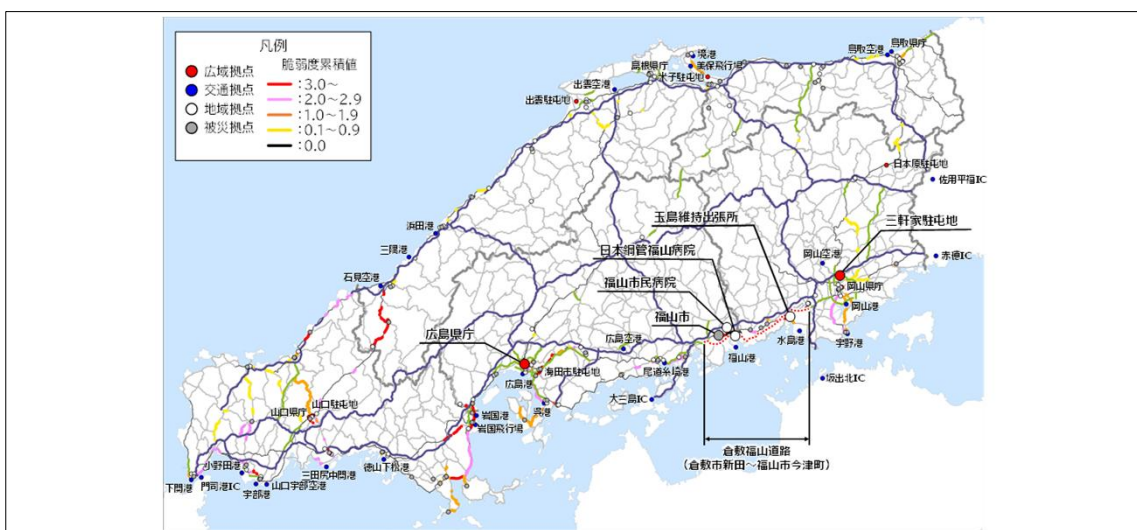 凡例
広域拠点
交通拠点
地域拠点
被災拠点
脆弱度累積値
:3.0～
:2.0～2.9
:1.0～1.9
:0.1～0.9
:0.0
鳥取空港
鳥取県庁
境港
美保飛行場
島根県庁
米子駐屯地
出雲空港
出雲駐屯地
日本原駐屯地
佐用平福IC
玉島維持出張所
三軒家駐屯地
日本鋼管福山病院
浜田港
三隅港
岡山空港
赤穂IC
福山市民病院
石見空港
岡山県庁
岡山港
福山市
広島県庁
広島空港
水島港
宇野港
福山港
海田市駐屯地
尾道糸崎港
広島港
坂出北IC
大三島IC
呉港
岩国港
岩国飛行場
山口県庁
山口駐屯地
倉敷福山道路
(倉敷市新田～福山市今津町)
小野田港
徳山下松港
三田尻中関港
下関港
門司港IC
宇部港
山口宇部空港